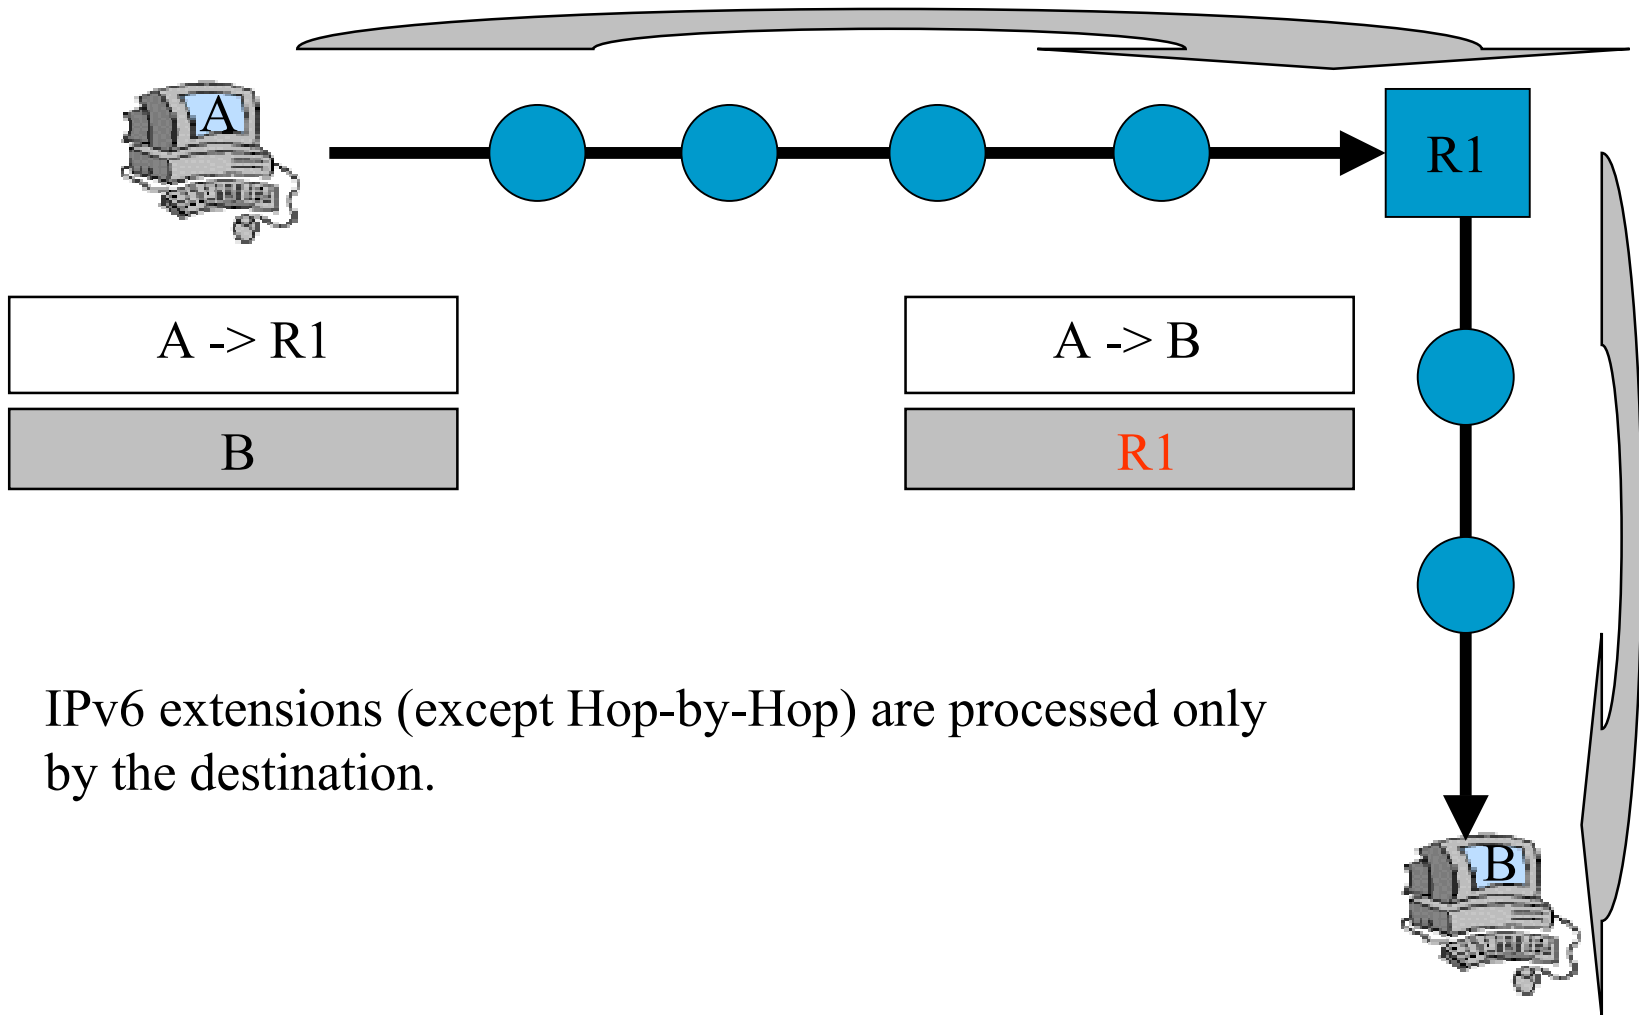 A
R1
A -> R1
A -> B
B
R1
IPv6 extensions (except Hop-by-Hop) are processed only
by the destination.
B